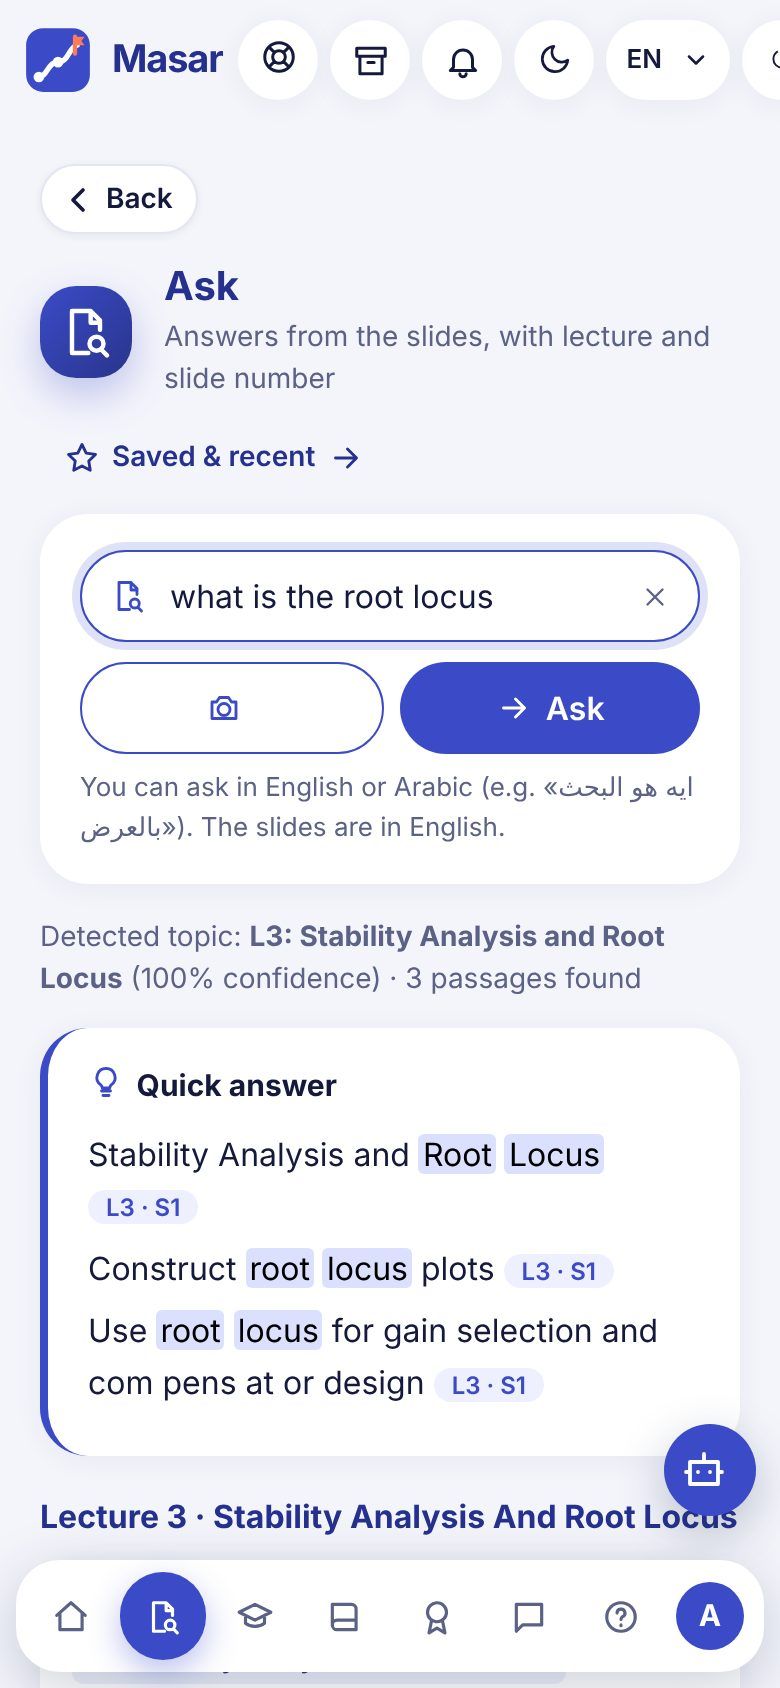 Masar
EN
Back
Ask
Answers from the slides, with lecture and
slide number
Saved & recent
what is the root locus
Ask
You can ask in English or Arabic (e.g. «ايه هو البحث
بالعرض»). The slides are in English.
Detected topic: L3: Stability Analysis and Root
Locus (100% confidence) · 3 passages found
Quick answer
Stability Analysis and Root Locus
L3 · S1
Construct root locus plots L3 · S1
Use root locus for gain selection and
com pens at or design L3 · S1
Lecture 3 · Stability Analysis And Root Locus
A